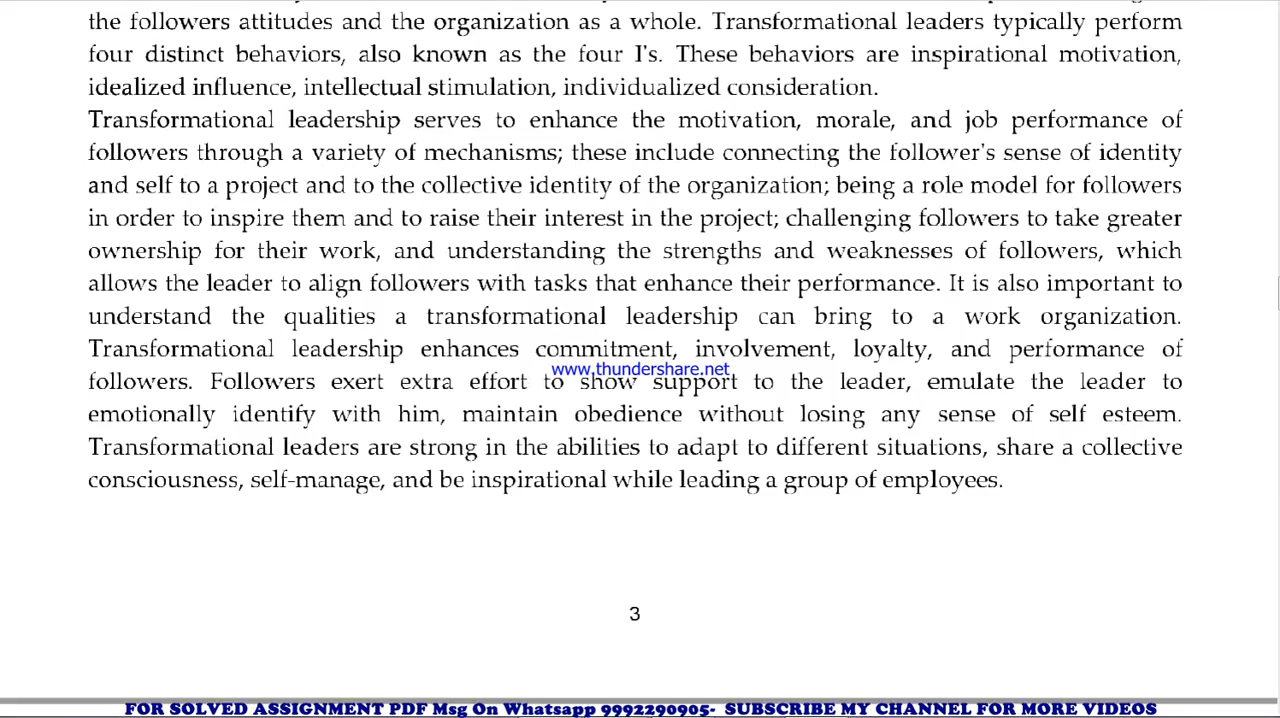 the followers attitudes and the organization as a whole. Transformational leaders typically perform
four distinct behaviors, also known as the four I's. These behaviors are inspirational motivation,
idealized influence, intellectual stimulation, individualized consideration.
Transformational leadership serves to enhance the motivation, morale, and job performance of
followers through a variety of mechanisms; these include connecting the follower's sense of identity
and self to a project and to the collective identity of the organization; being a role model for followers
in order to inspire them and to raise their interest in the project; challenging followers to take greater
ownership for their work, and understanding the strengths and weaknesses of followers, which
allows the leader to align followers with tasks that enhance their performance. It is also important to
understand the qualities a transformational leadership can bring to a work organization.
Transformational leadership enhances commitment, involvement, loyalty, and performance of
www.thundershare.net
followers. Followers exert extra effort to show support to the leader, emulate the leader to
emotionally identify with him, maintain obedience without losing any sense of self esteem.
Transformational leaders are strong in the abilities to adapt to different situations, share a collective
consciousness, self-manage, and be inspirational while leading a group of employees.
3
FOR SOLVED ASSIGNMENT PDF Msg On Whatsapp 9992290905- SUBSCRIBE MY CHANNEL FOR MORE VIDEOS